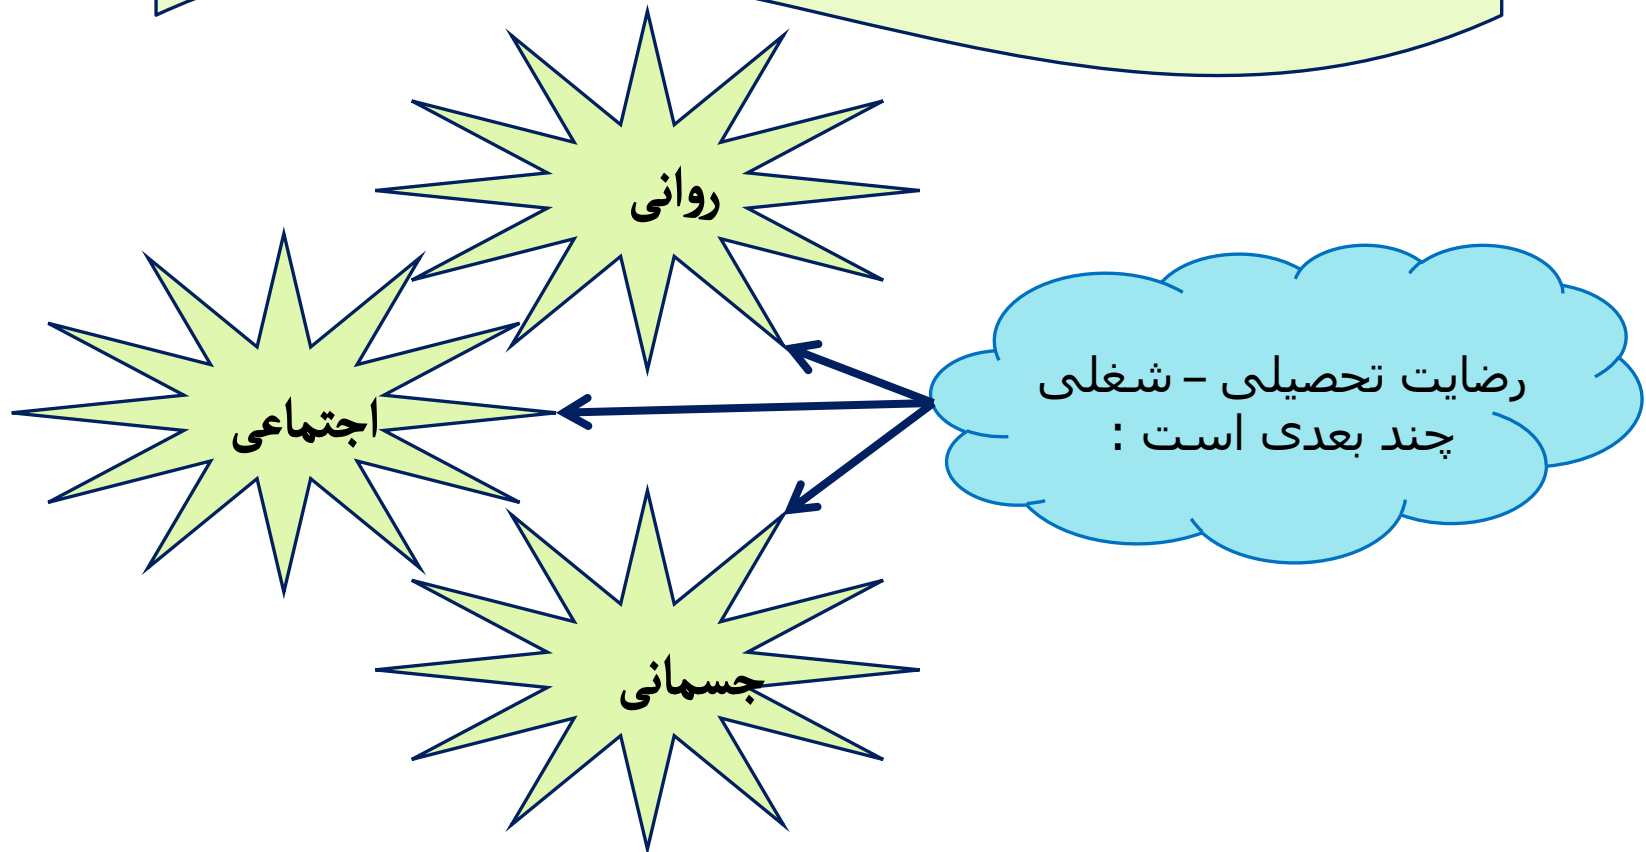 روانی
رضایت تحصیلی – شغلی
چند بعدی است :
اجتماعی
جسمانی